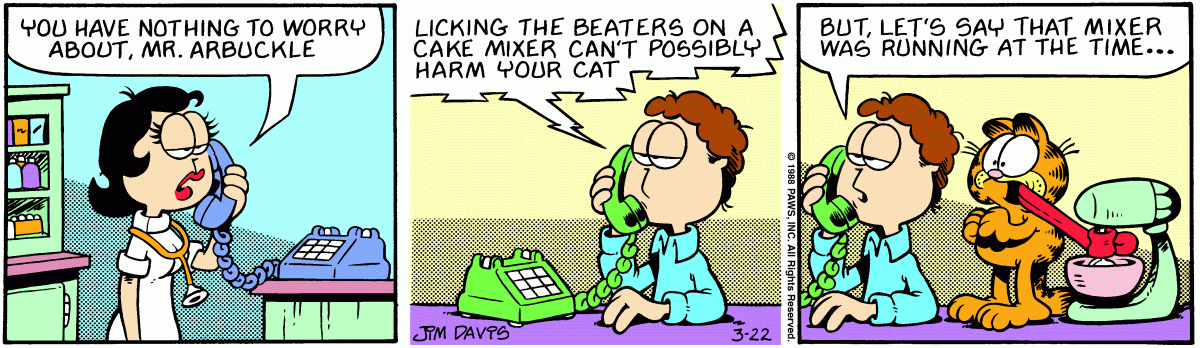 YOU HAVE NOTHING TO WORRY
ABOUT, MR. ARBUCKLE
LICKING THE BEATERS ON A
CAKE MIXER CAN'T POSSIBLY
HARM YOUR CAT
JIM DAVIS
3-22
© 1988 PAWS, INC. All Rights Reserved.
BUT, LET'S SAY THAT MIXER
WAS RUNNING AT THE TIME...